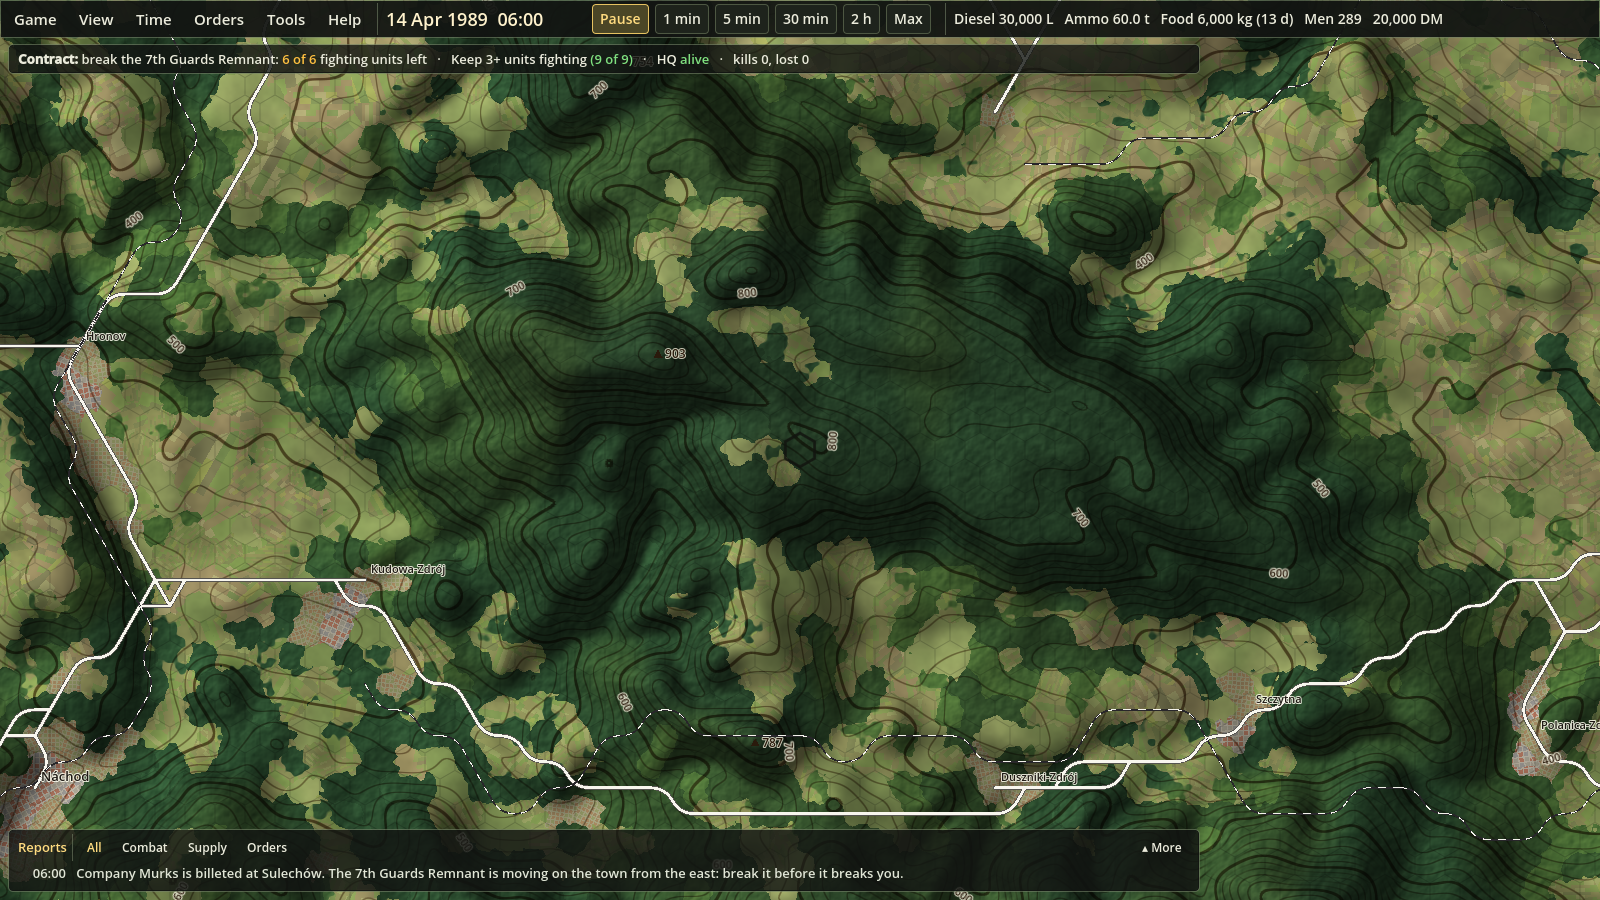 Game View Time Orders Tools Help 14 Apr 1989 06:00 Pause 1 min 5 min 30 min 2 h Max Diesel 30,000 L Ammo 60.0 t Food 6,000 kg (13 d) Men 289 20,000 DM
Contract: break the 7th Guards Remnant: 6 of 6 fighting units left · Keep 3+ units fighting (9 of 9) · HQ alive · kills 0, lost 0
700
400
400
700
800
Hronov
500
903
800
500
700
Kudowa-Zdrój
600
600
Szczytna
Polanica-Z
787
700
400
Náchod
Duszniki-Zdrój
Reports All Combat Supply Orders ▴ More
06:00 Company Murks is billeted at Sulechów. The 7th Guards Remnant is moving on the town from the east: break it before it breaks you.